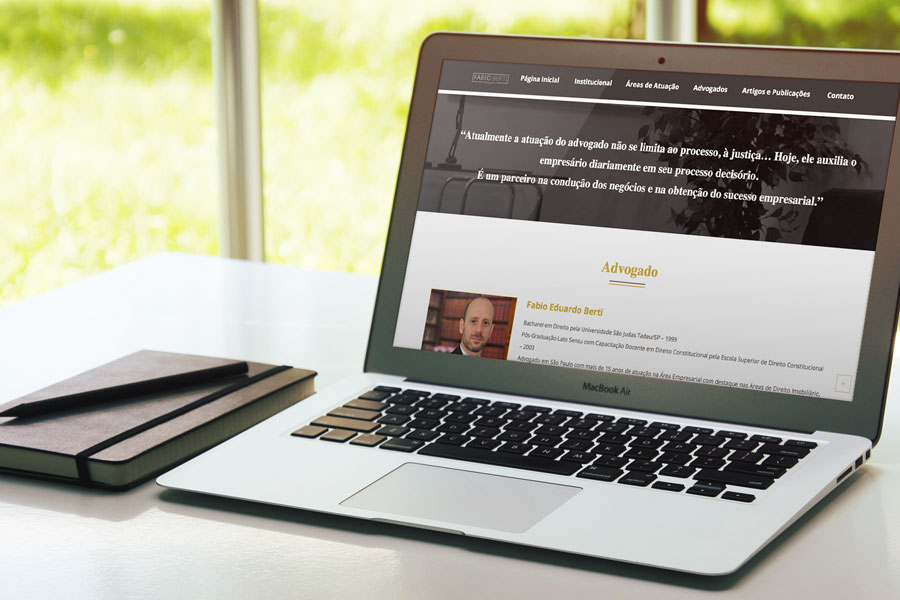 FABIO BERTI
Página Inicial
Institucional
Áreas de Atuação
Advogados
Artigos e Publicações
Contato
“Atualmente a atuação do advogado não se limita ao processo, à justiça… Hoje, ele auxilia o
empresário diariamente em seu processo decisório.
É um parceiro na condução dos negócios e na obtenção do sucesso empresarial.”
Advogado
Fabio Eduardo Berti
Bacharel em Direito pela Universidade São Judas Tadeu/SP – 1999
Pós-Graduação Lato Sensu com Capacitação Docente em Direito Constitucional pela Escola Superior de Direito Constitucional
– 2003
Advogado em São Paulo com mais de 15 anos de atuação na Área Empresarial com destaque nas Áreas de Direito Imobiliário,
MacBook Air